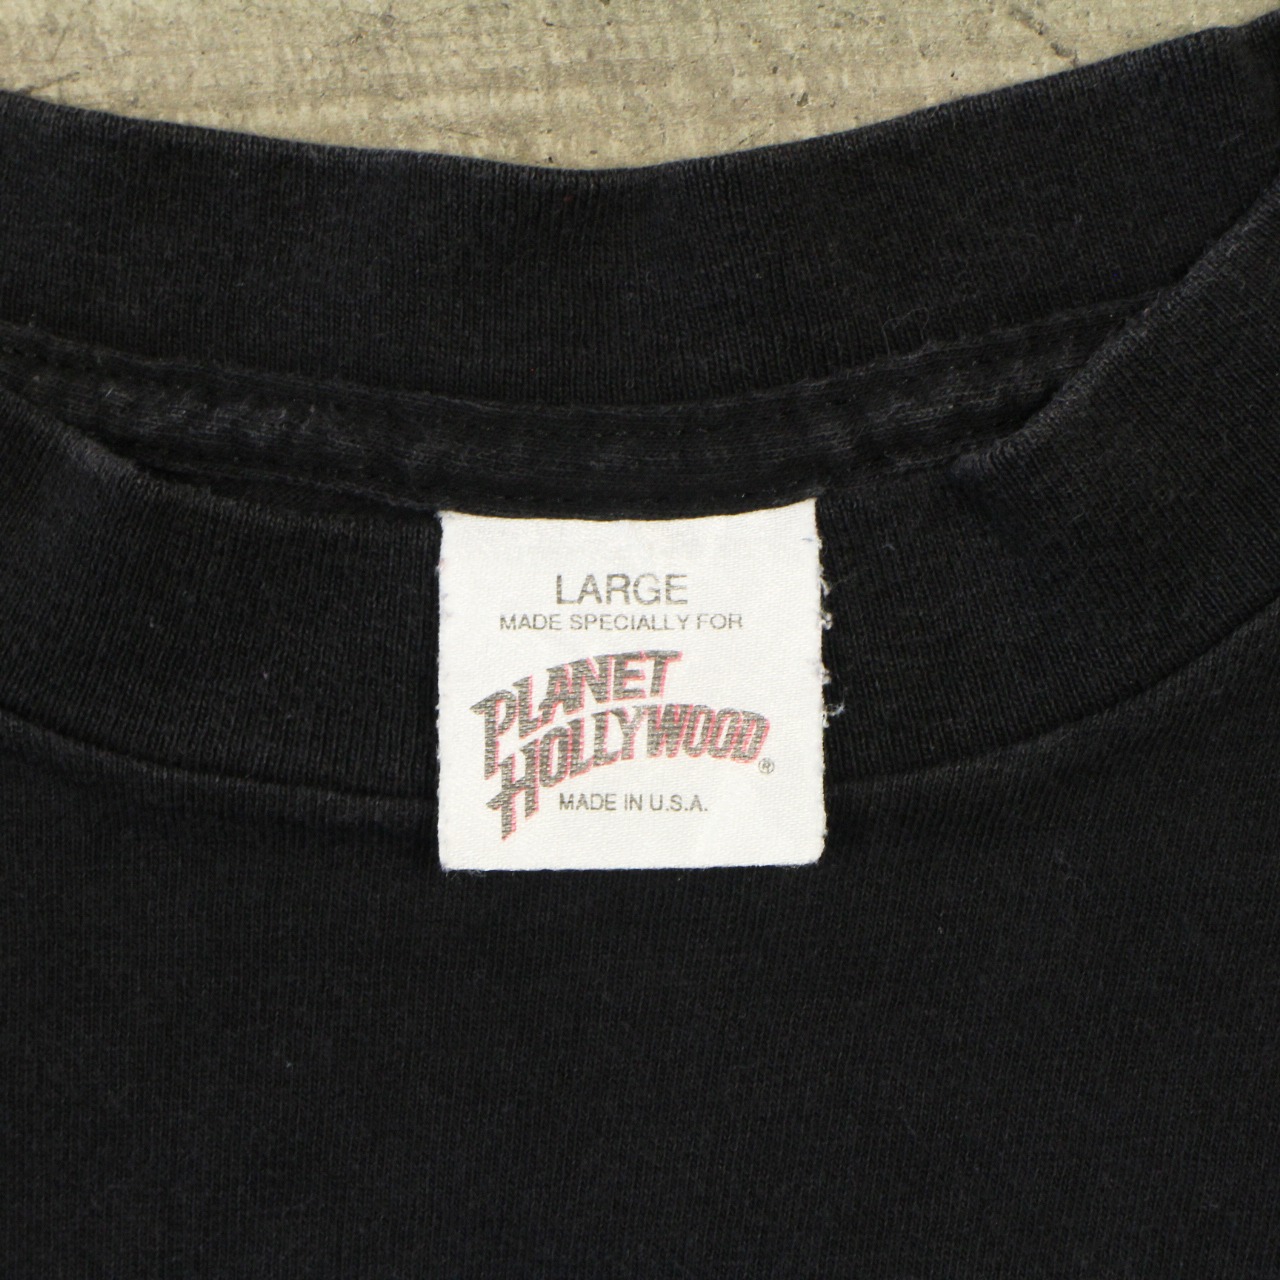 LARGE
MADE SPECIALLY FOR
PLANET
HOLLYWOOD®
MADE IN U.S.A.